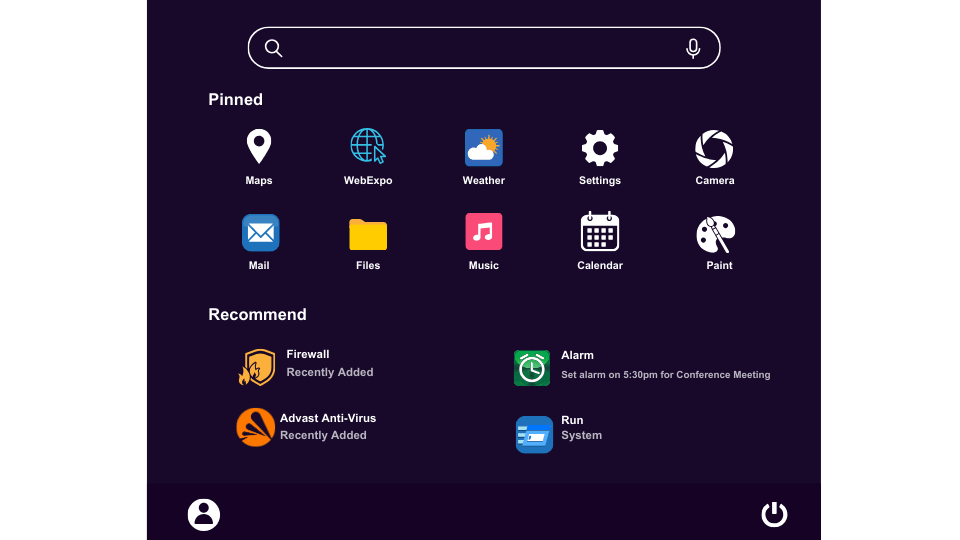 Pinned
Maps
WebExpo
Weather
Settings
Camera
Mail
Files
Music
Calendar
Paint
Recommend
Firewall
Recently Added
Alarm
Set alarm on 5:30pm for Conference Meeting
Advast Anti-Virus
Recently Added
Run
System